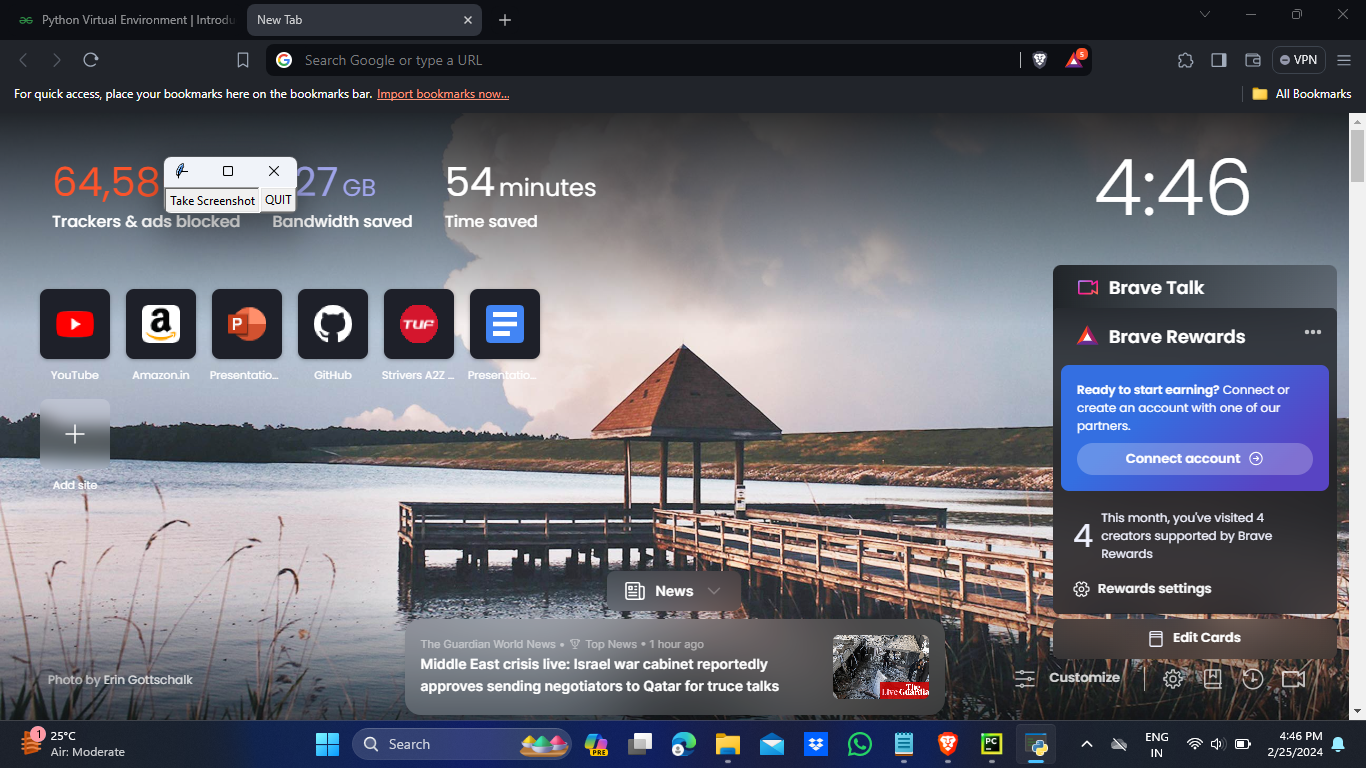 Python Virtual Environment | Introdu
New Tab
Search Google or type a URL
5
VPN
For quick access, place your bookmarks here on the bookmarks bar. Import bookmarks now...
All Bookmarks
64,58
27 GB
54 minutes
4:46
Take Screenshot
QUIT
Trackers & ads blocked
Bandwidth saved
Time saved
Brave Talk
Brave Rewards
Ready to start earning? Connect or
create an account with one of our
partners.
Connect account
4
This month, you've visited 4
creators supported by Brave
Rewards
Rewards settings
Edit Cards
TUF
YouTube
Amazon.in
Presentatio...
GitHub
Strivers A2Z ...
Presentatio...
Add site
News
The Guardian World News • Top News • 1 hour ago
Middle East crisis live: Israel war cabinet reportedly
approves sending negotiators to Qatar for truce talks
Photo by Erin Gottschalk
Customize
1
25°C
Air: Moderate
Search
PRE
PC
ENG
IN
4:46 PM
2/25/2024